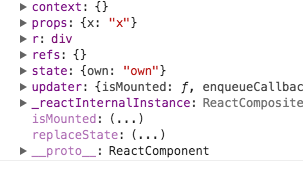 context: {}
props: {x: "x"}
r: div
refs: {}
state: {own: "own"}
updater: {isMounted: ƒ, enqueueCallbac
_reactInternalInstance: ReactComposite
isMounted: (...)
replaceState: (...)
__proto__: ReactComponent